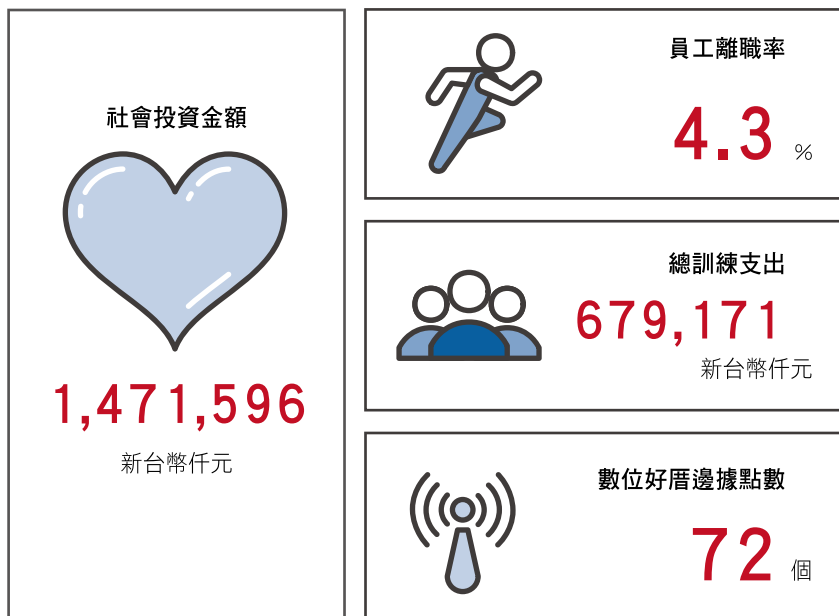 社會投資金額
1,471,596
新台幣仟元
員工離職率
4.3 %
總訓練支出
679,171
新台幣仟元
數位好厝邊據點數
72 個